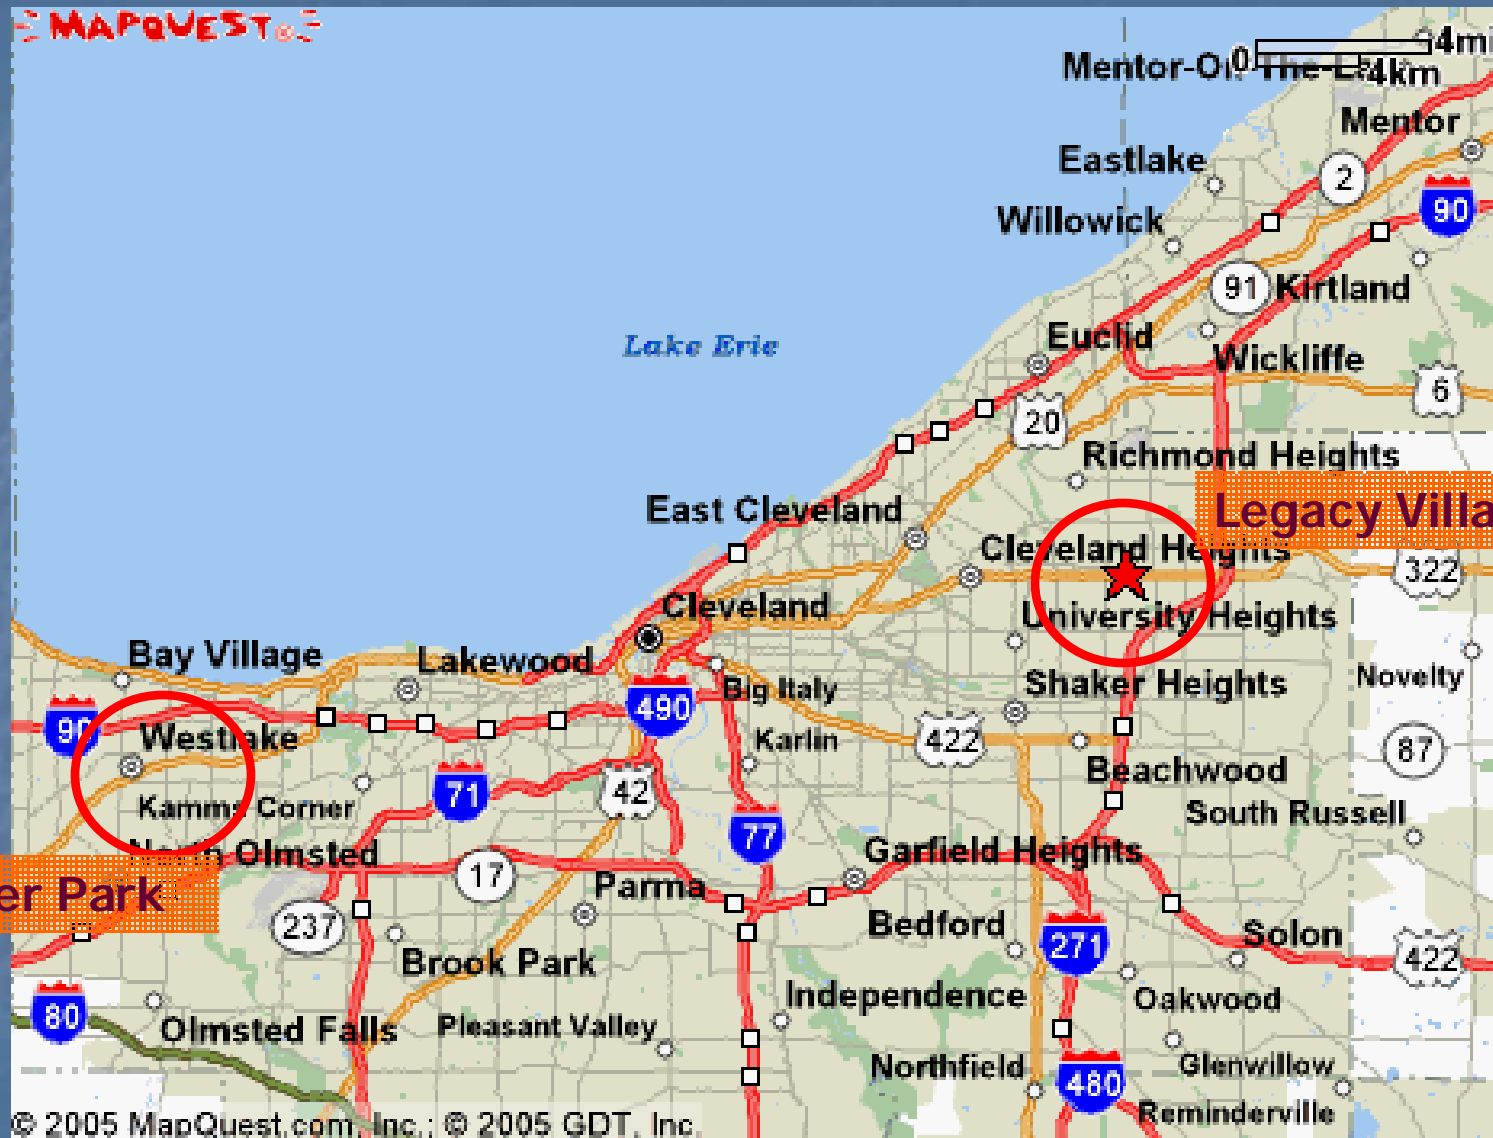 MAPQUEST®
0 4mi
4km
Mentor-On-The-Lake
Mentor
Eastlake
2
Willowick
90
91
Kirtland
Lake Erie
Euclid
Wickliffe
6
20
Richmond Heights
Legacy Villa
East Cleveland
Cleveland Heights
322
Cleveland
University Heights
Bay Village
Lakewood
Shaker Heights
Novelty
Big Italy
490
90
Westlake
Karlin
422
87
Beachwood
71
42
Kamms Corner
South Russell
77
North Olmsted
Garfield Heights
17
Parma
er Park
237
Bedford
Solon
271
422
Brook Park
Independence
Oakwood
80
Olmsted Falls
Pleasant Valley
Northfield
Glenwillow
480
Reminderville
© 2005 MapQuest.com, Inc.; © 2005 GDT, Inc.